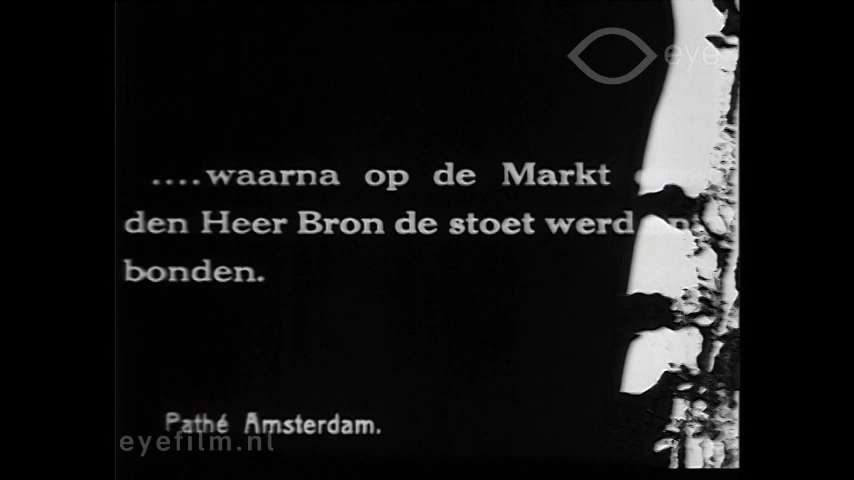 eye
....waarna op de Markt
den Heer Bron de stoet werd
bonden.
Pathé Amsterdam.
eyefilm.nl